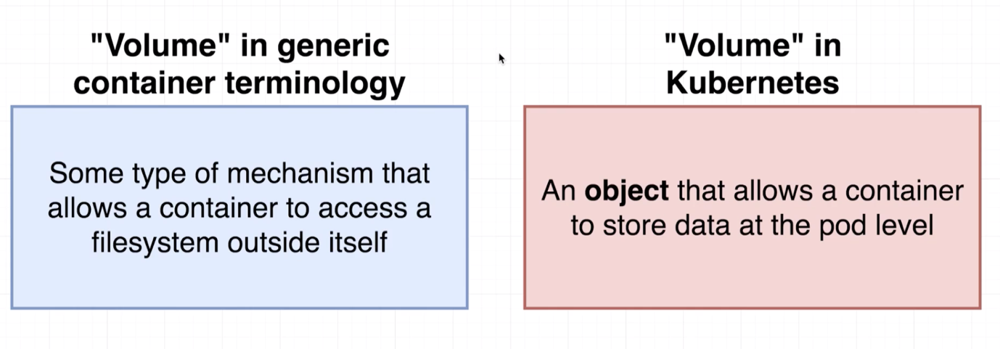 "Volume" in generic
container terminology
Some type of mechanism that
allows a container to access a
filesystem outside itself
"Volume" in
Kubernetes
An object that allows a container
to store data at the pod level